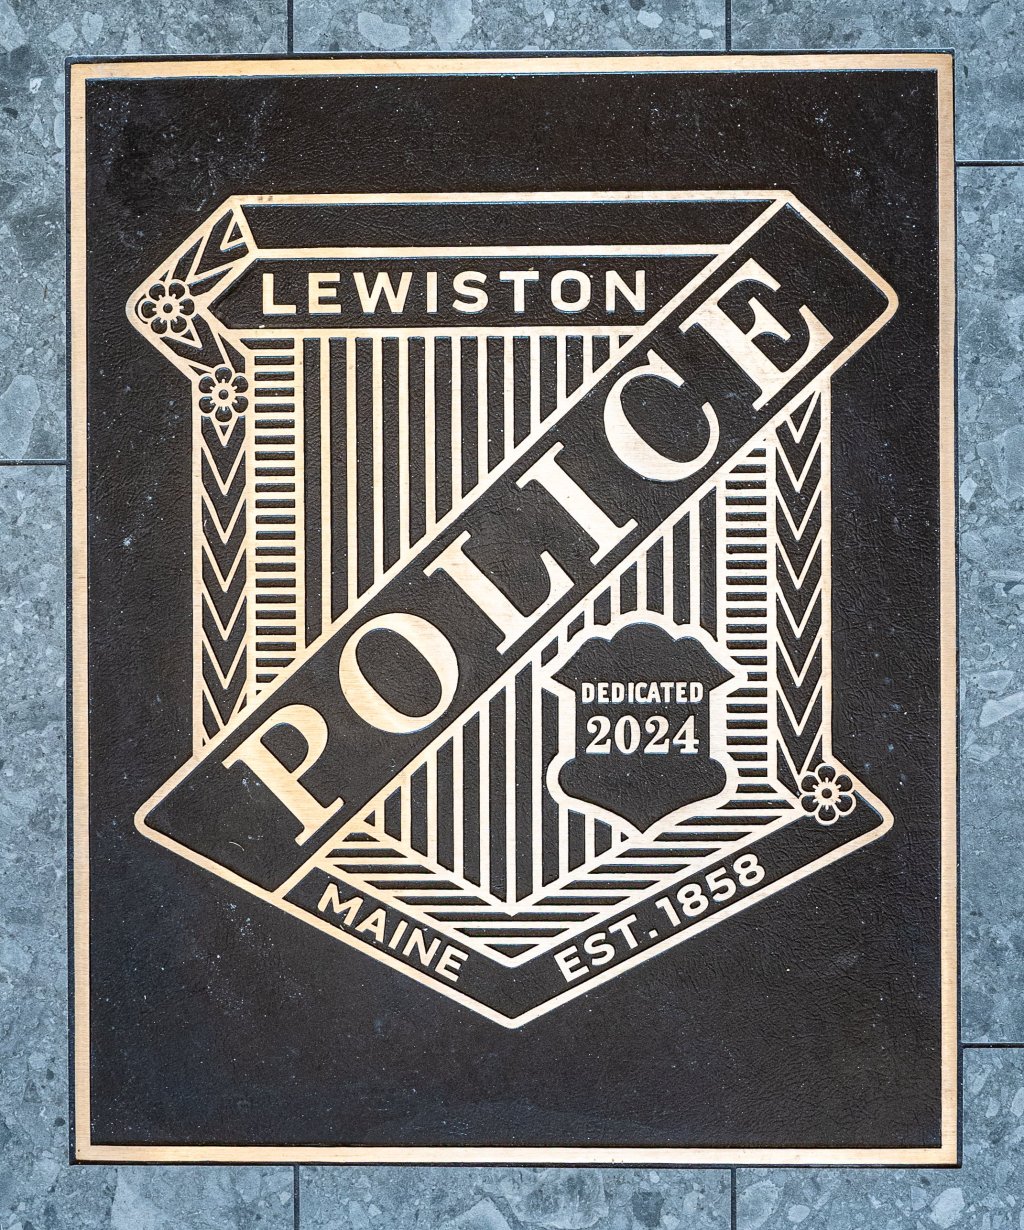 LEWISTON
POLICE
DEDICATED
2024
MAINE
EST. 1858